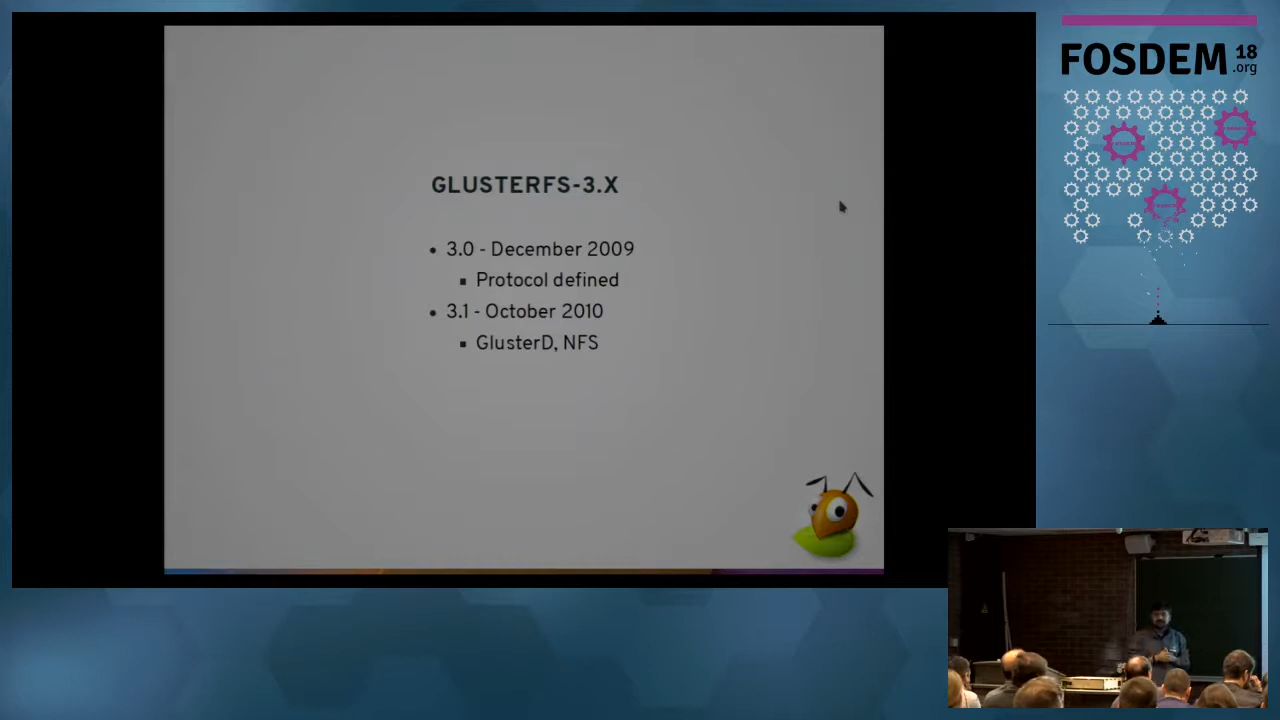 GLUSTERFS-3.X
• 3.0 - December 2009
▪ Protocol defined
• 3.1 - October 2010
▪ GlusterD, NFS
FOSDEM 18
.org